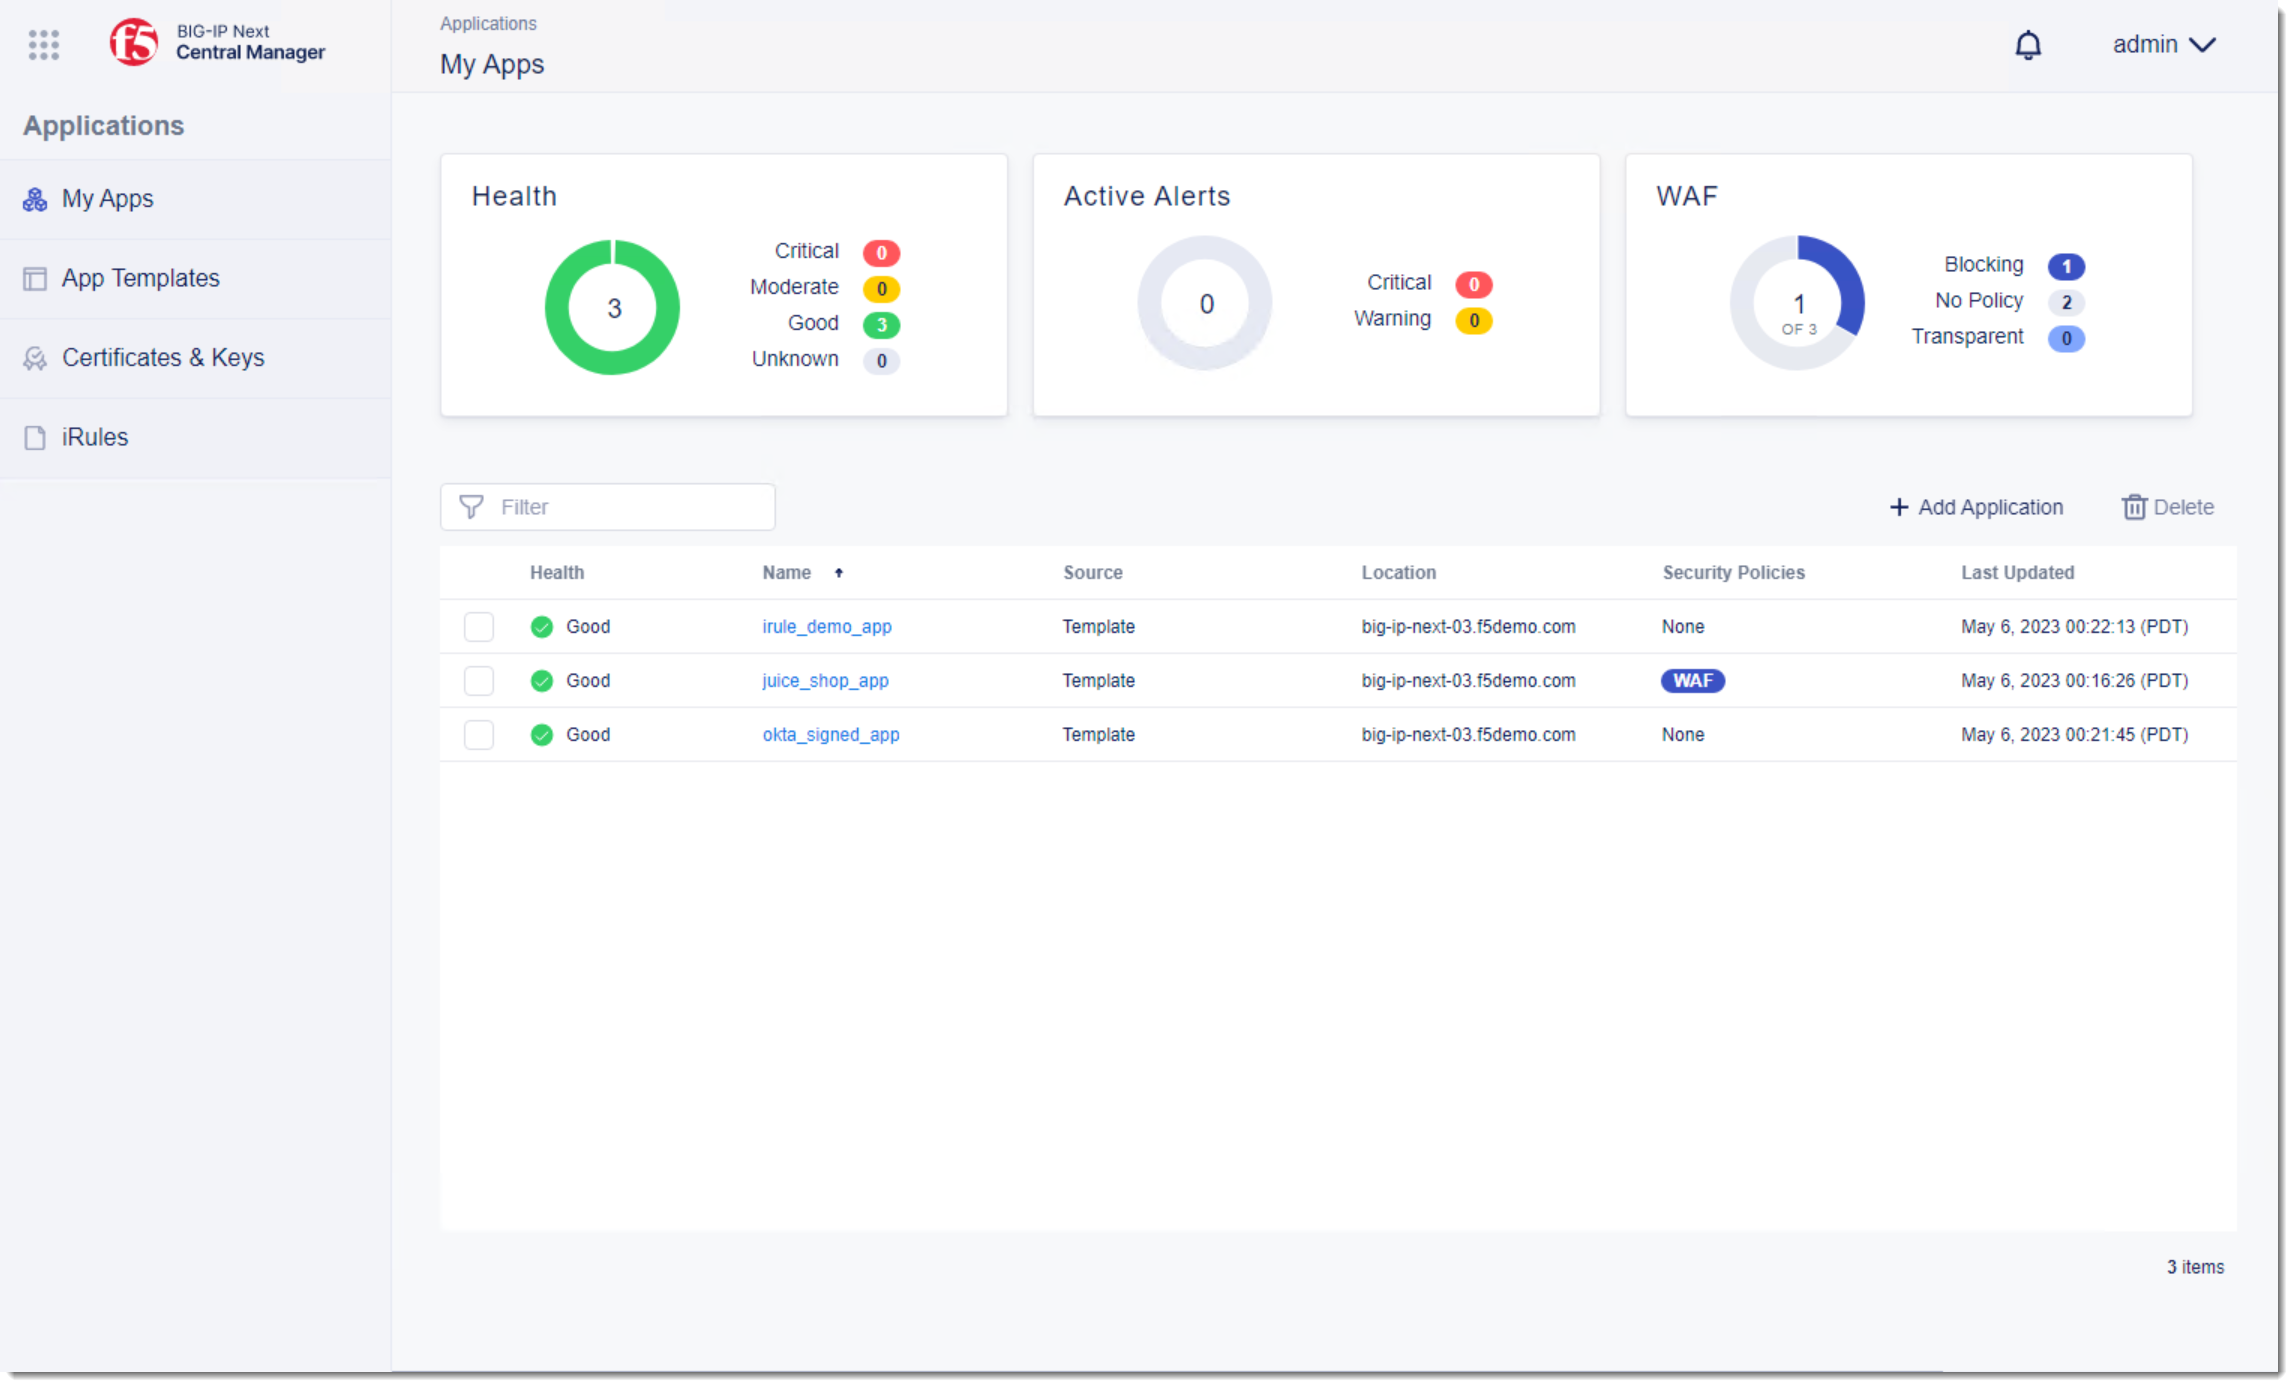 f5
BIG-IP Next
Central Manager
Applications
My Apps
admin
Applications
My Apps
App Templates
Certificates & Keys
iRules
Health
3
Critical 0
Moderate 0
Good 3
Unknown 0
Active Alerts
0
Critical 0
Warning 0
WAF
1
OF 3
Blocking 1
No Policy 2
Transparent 0
Filter
+ Add Application
Delete
Health Name Source Location Security Policies Last Updated
Good irule_demo_app Template big-ip-next-03.f5demo.com None May 6, 2023 00:22:13 (PDT)
Good juice_shop_app Template big-ip-next-03.f5demo.com WAF May 6, 2023 00:16:26 (PDT)
Good okta_signed_app Template big-ip-next-03.f5demo.com None May 6, 2023 00:21:45 (PDT)
3 items